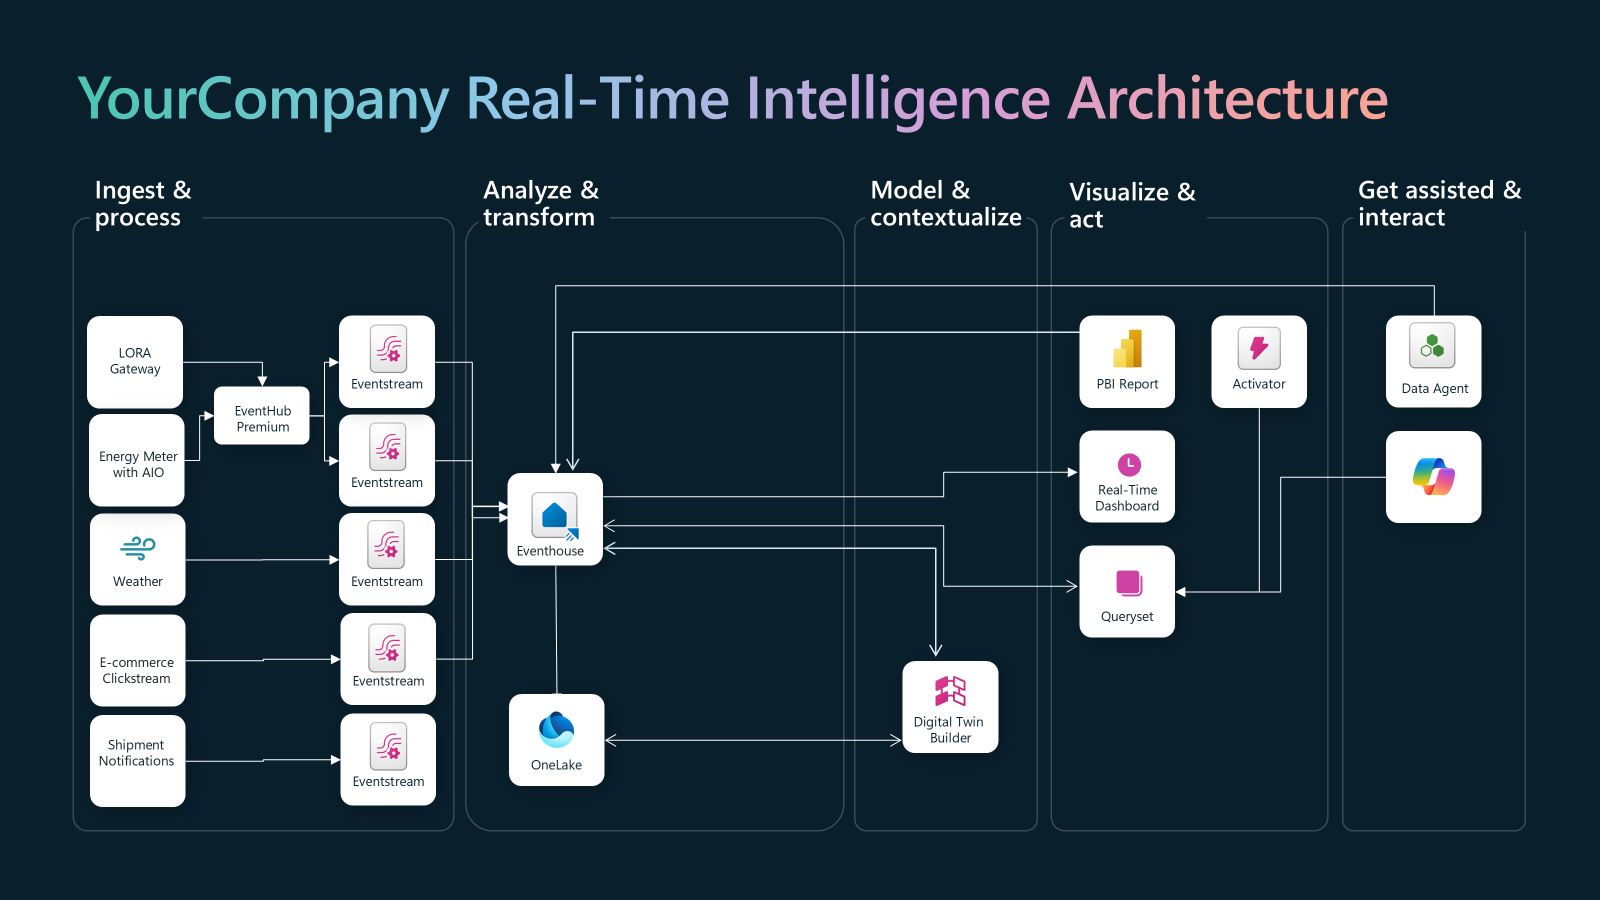 YourCompany Real-Time Intelligence Architecture
Ingest &
process
Analyze &
transform
Model &
contextualize
Visualize &
act
Get assisted &
interact
LORA
Gateway
EventHub
Premium
Energy Meter
with AIO
Weather
E-commerce
Clickstream
Shipment
Notifications
Eventstream
Eventstream
Eventstream
Eventstream
Eventstream
Eventhouse
OneLake
Digital Twin
Builder
PBI Report
Activator
Real-Time
Dashboard
Queryset
Data Agent